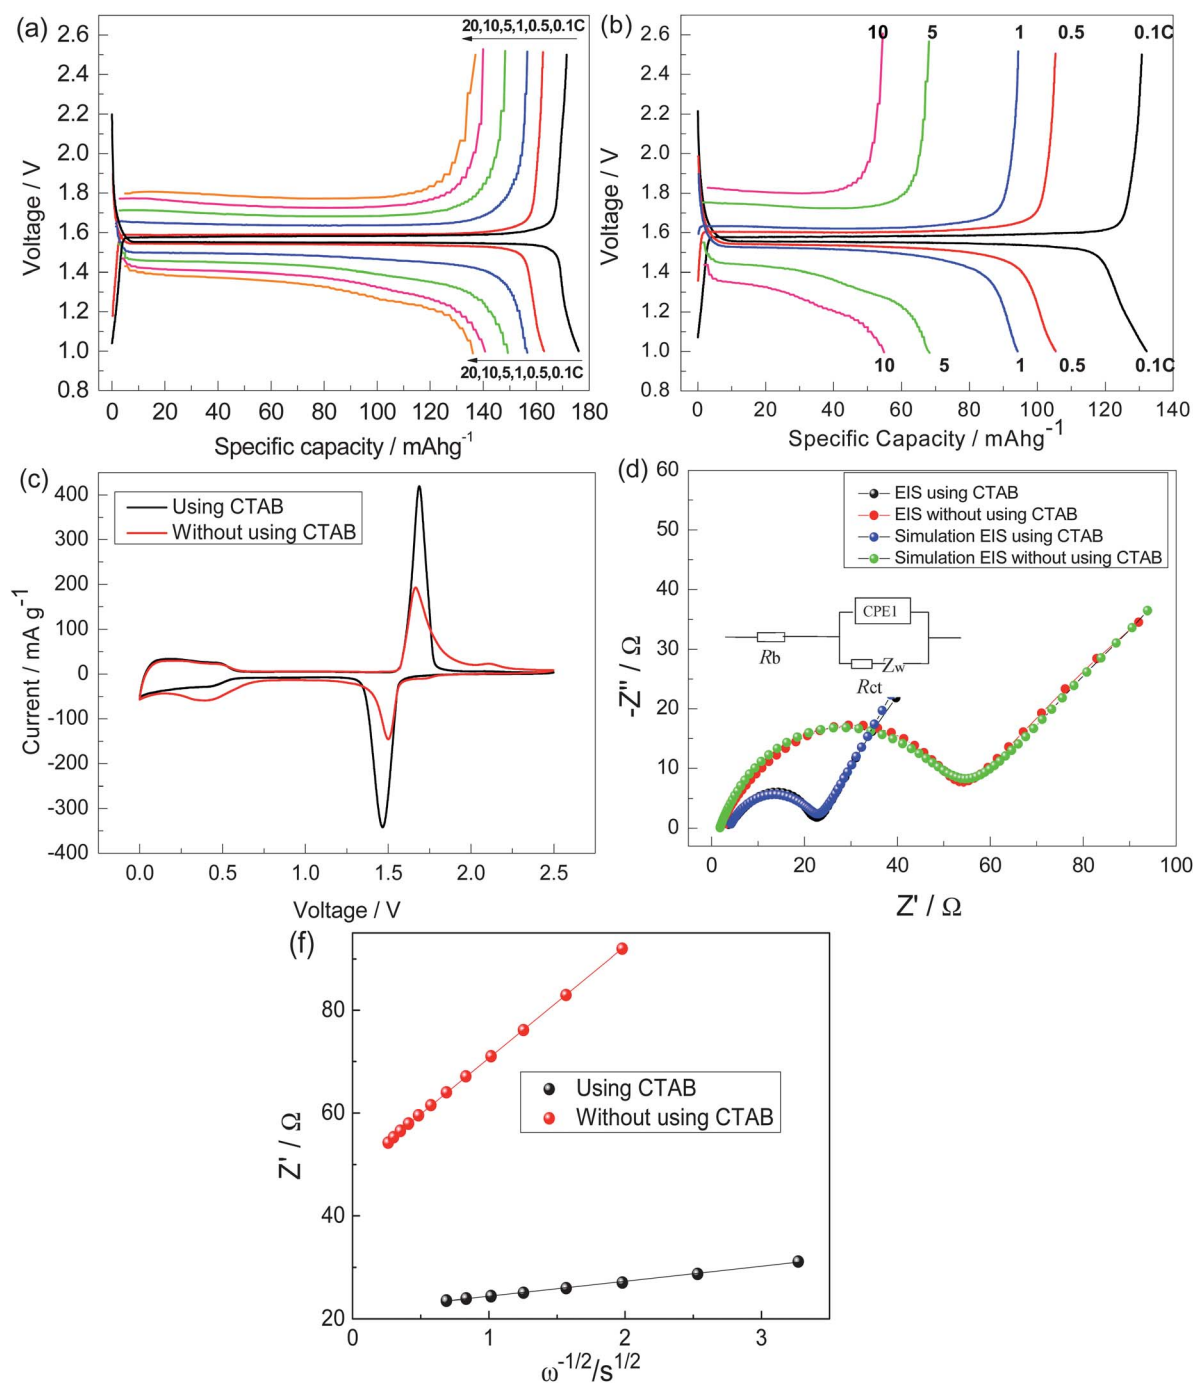 (a)
20,10,5,1,0.5,0.1C
2.6
2.4
2.2
2.0
1.8
1.6
1.4
1.2
1.0
0.8
Voltage / V
20,10,5,1,0.5,0.1C
0 20 40 60 80 100 120 140 160 180
Specific capacity / mAhg-1
(b)
10 5 1 0.5 0.1C
2.6
2.4
2.2
2.0
1.8
1.6
1.4
1.2
1.0
0.8
Voltage / V
10 5 1 0.5 0.1C
0 20 40 60 80 100 120 140
Specific Capacity / mAhg-1
(c)
Using CTAB
Without using CTAB
400
300
200
100
0
-100
-200
-300
-400
Current / mA g-1
0.0 0.5 1.0 1.5 2.0 2.5
Voltage / V
(d)
EIS using CTAB
EIS without using CTAB
Simulation EIS using CTAB
Simulation EIS without using CTAB
60
50
40
30
20
10
0
-Z'' / Ω
CPE1
Rb
Zw
Rct
0 20 40 60 80 100
Z' / Ω
(f)
80
60
40
20
Z' / Ω
Using CTAB
Without using CTAB
0 1 2 3
ω-1/2/s1/2